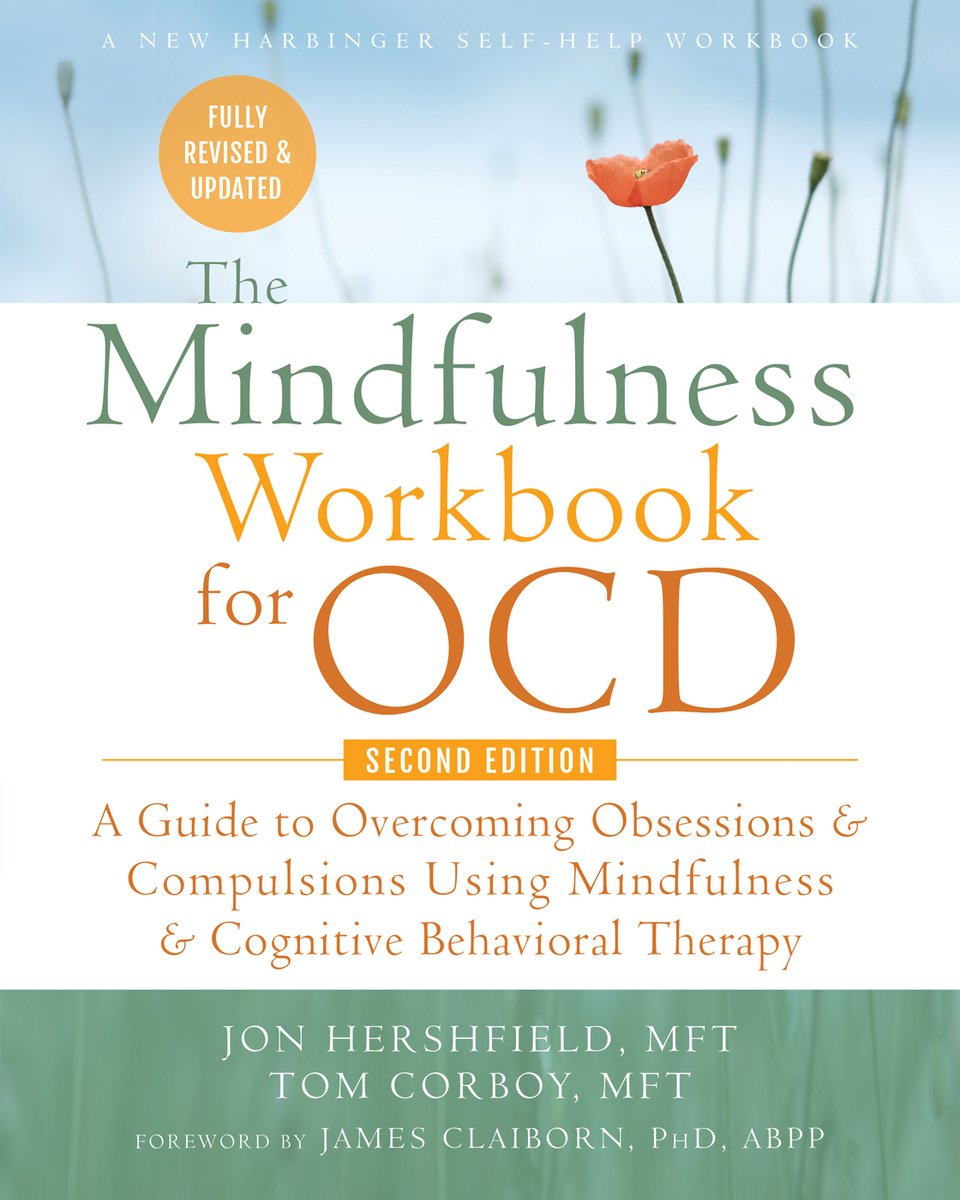 A NEW HARBINGER SELF-HELP WORKBOOK
FULLY
REVISED &
UPDATED
The
Mindfulness
Workbook
for OCD
SECOND EDITION
A Guide to Overcoming Obsessions &
Compulsions Using Mindfulness
& Cognitive Behavioral Therapy
JON HERSHFIELD, MFT
TOM CORBOY, MFT
FOREWORD BY JAMES CLAIBORN, PHD, ABPP